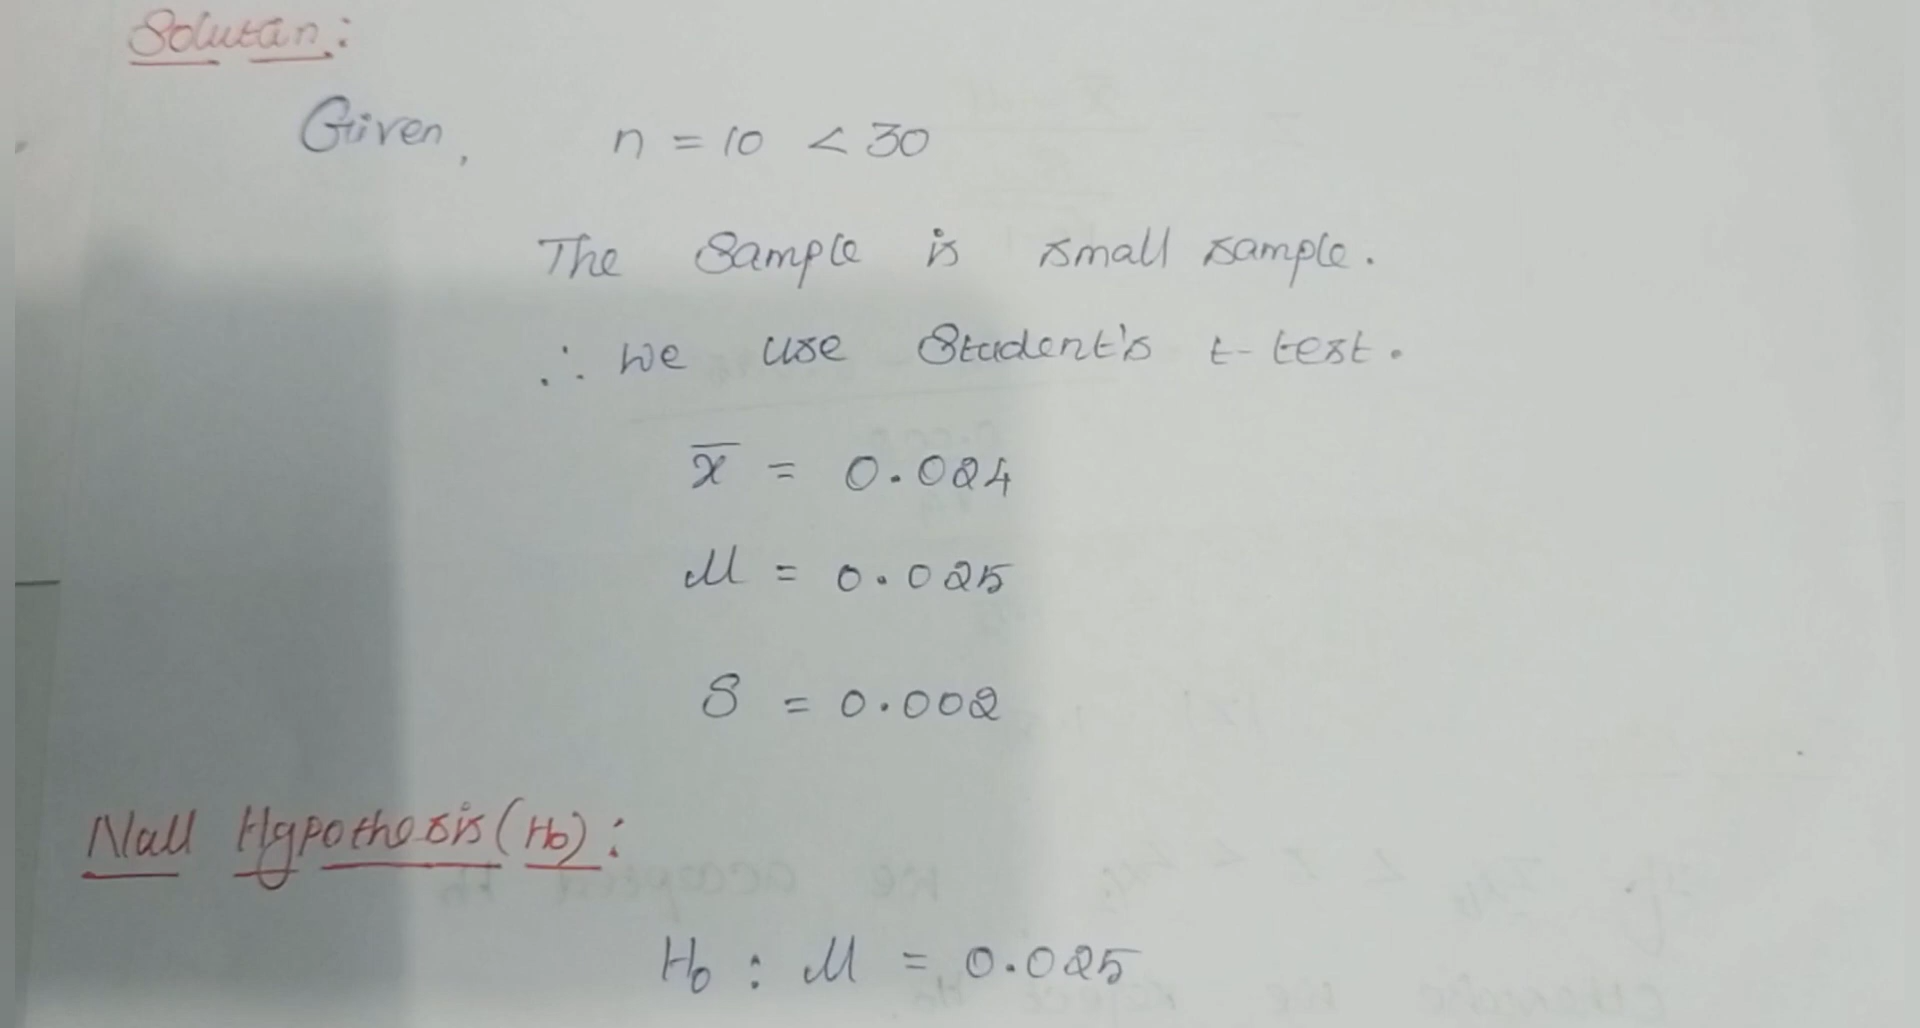 Solution:
Given, n = 10 < 30
The Sample is small sample.
∴ we use Student's t-test.
x̄ = 0.024
μ = 0.025
S = 0.002
Null Hypothesis (H₀):
H₀ : μ = 0.025